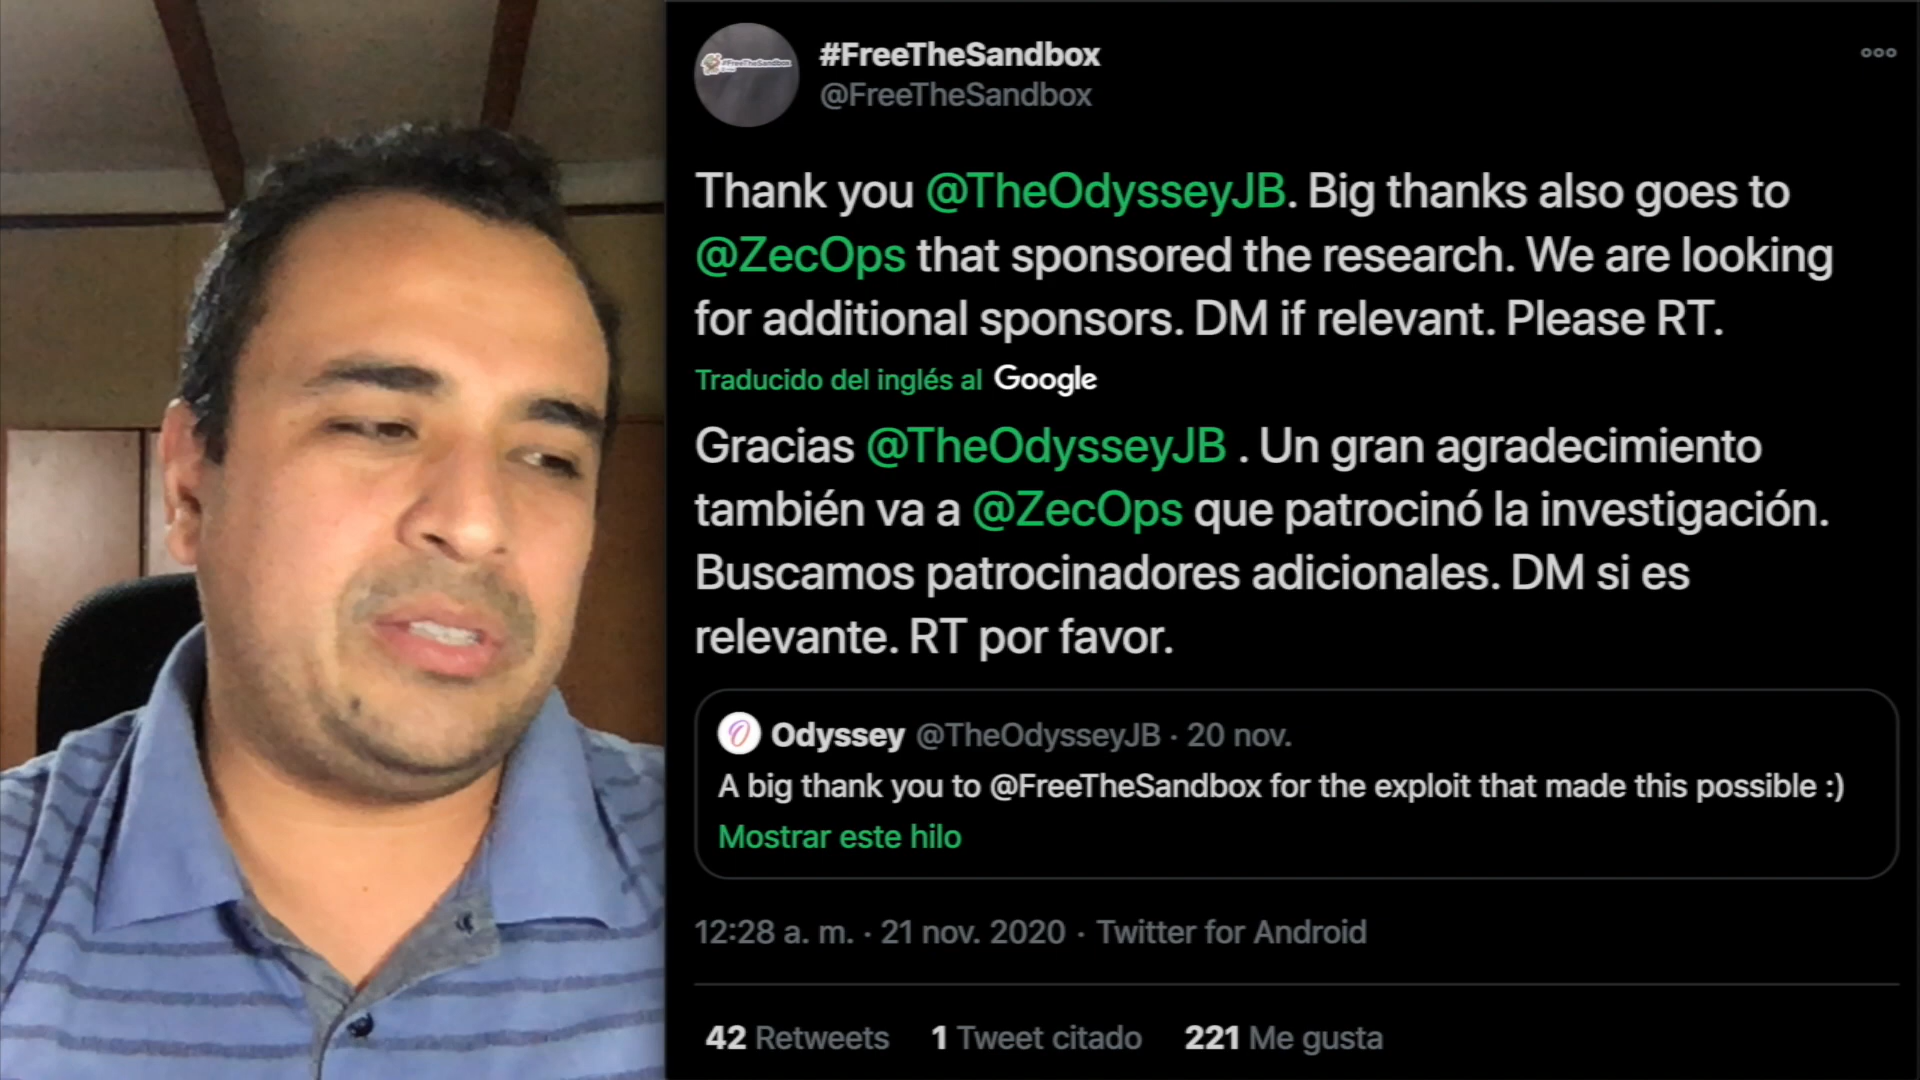 #FreeTheSandbox
@FreeTheSandbox
Thank you @TheOdysseyJB. Big thanks also goes to
@ZecOps that sponsored the research. We are looking
for additional sponsors. DM if relevant. Please RT.
Traducido del inglés al Google
Gracias @TheOdysseyJB . Un gran agradecimiento
también va a @ZecOps que patrocinó la investigación.
Buscamos patrocinadores adicionales. DM si es
relevante. RT por favor.
Odyssey @TheOdysseyJB · 20 nov.
A big thank you to @FreeTheSandbox for the exploit that made this possible :)
Mostrar este hilo
12:28 a. m. · 21 nov. 2020 · Twitter for Android
42 Retweets 1 Tweet citado 221 Me gusta